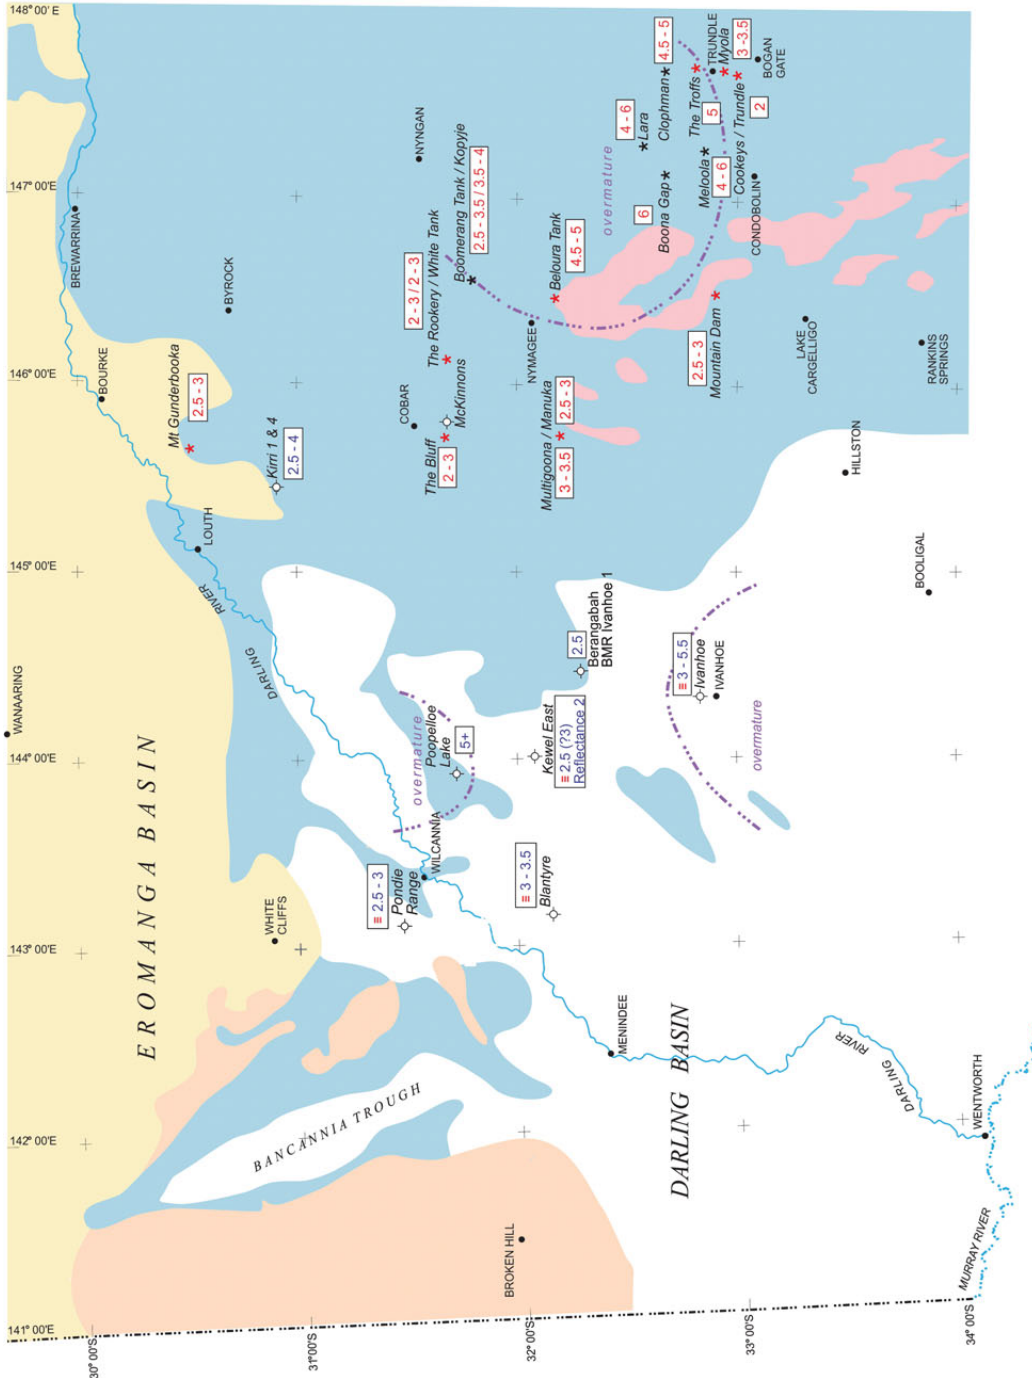 141° 00'E
142° 00'E
143° 00'E
144° 00'E
145° 00'E
146° 00'E
147° 00'E
148° 00' E
30° 00'S
31° 00'S
32° 00'S
33° 00'S
34° 00'S
WANAARING
EROMANGA BASIN
WHITE
CLIFFS
BANCANNIA TROUGH
BROKEN HILL
DARLING BASIN
MENINDEE
WENTWORTH
MURRAY RIVER
DARLING
RIVER
DARLING
RIVER
LOUTH
BOURKE
BREWARRINA
BYROCK
Mt Gunderbooka
2.5 - 3
Kirri 1 & 4
2.5 - 4
COBAR
NYNGAN
The Bluff
2 - 3
McKinnons
The Rookery / White Tank
2 - 3 / 2 - 3
Boomerang Tank / Kopyje
2.5 - 3.5 / 3.5 - 4
≡ 2.5 - 3
Pondie
Range
WILCANNIA
overmature
Poopelloe
Lake
5+
≡ 3 - 3.5
Blantyre
Kewel East
≡ 2.5 (?3)
Reflectance 2
2.5
Berangabah
BMR Ivanhoe 1
≡ 3 - 5.5
Ivanhoe
IVANHOE
overmature
NYMAGEE
Multigoona / Manuka
3 - 3.5
2.5 - 3
Beloura Tank
4.5 - 5
overmature
4 - 6
Lara
6
Boona Gap
Clophman
4.5 - 5
The Troffs
5
Meloola
4 - 6
TRUNDLE
Myola
3 -3.5
Cookeys / Trundle
2
BOGAN
GATE
CONDOBOLIN
2.5 - 3
Mountain Dam
LAKE
CARGELLIGO
RANKINS
SPRINGS
HILLSTON
BOOLIGAL